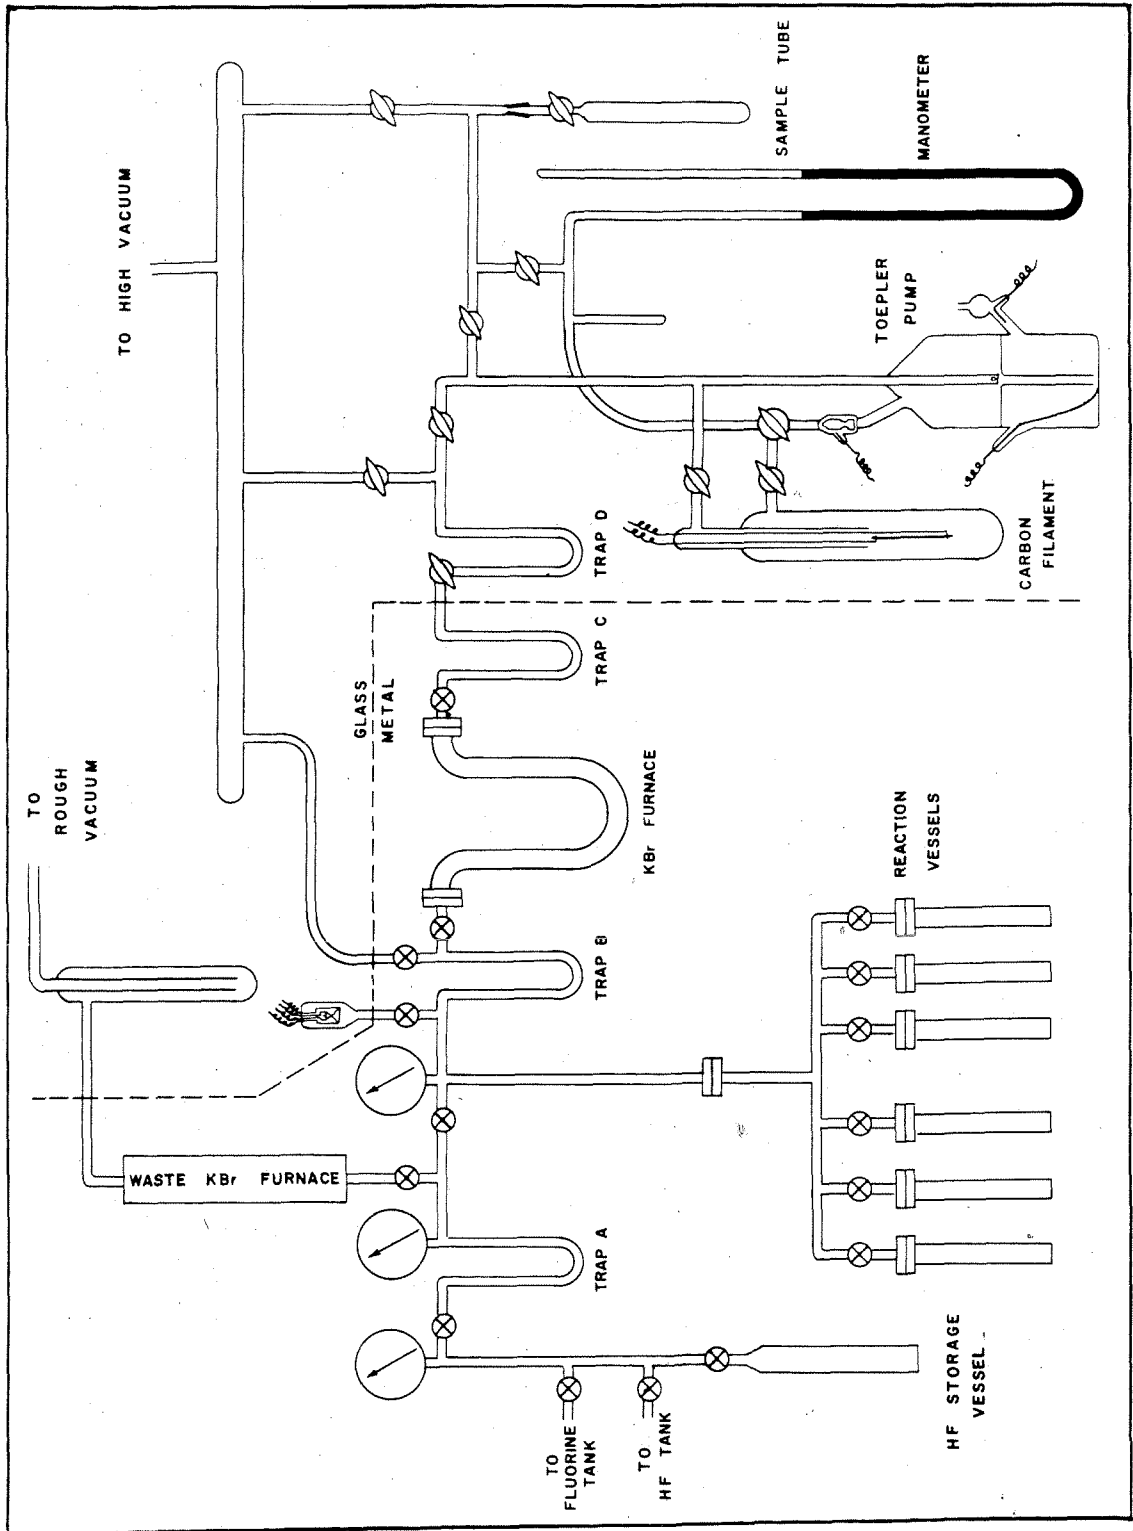 TO HIGH VACUUM
SAMPLE TUBE
MANOMETER
TOEPLER
PUMP
CARBON
FILAMENT
TRAP D
TRAP C
GLASS
METAL
KBr FURNACE
TO
ROUGH
VACUUM
TRAP B
REACTION
VESSELS
WASTE KBr FURNACE
TRAP A
TO
FLUORINE
TANK
TO
HF TANK
HF STORAGE
VESSEL